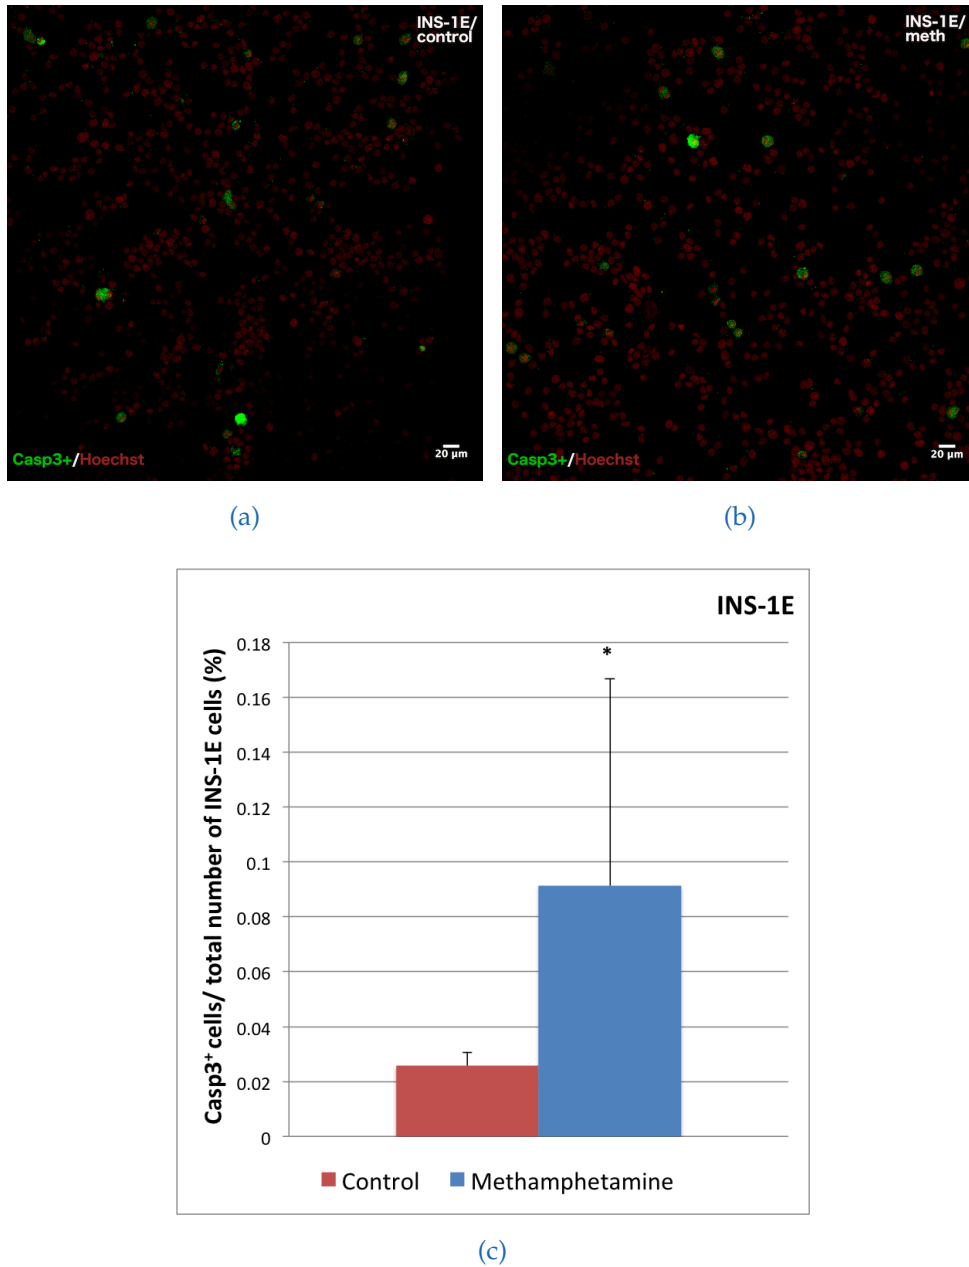 INS-1E/
control
Casp3+/Hoechst
20 µm
INS-1E/
meth
Casp3+/Hoechst
20 µm
(a)
(b)
INS-1E
Casp3⁺ cells/ total number of INS-1E cells (%)
0.18
0.16
0.14
0.12
0.1
0.08
0.06
0.04
0.02
0
*
Control
Methamphetamine
(c)